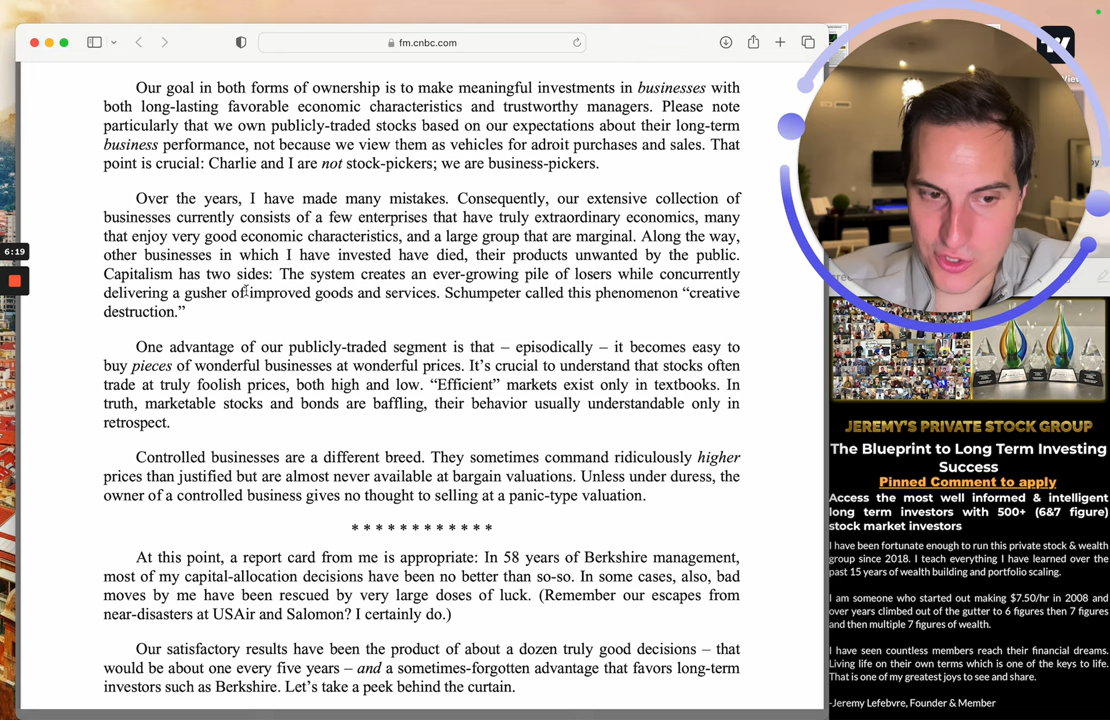 fm.cnbc.com
Our goal in both forms of ownership is to make meaningful investments in businesses with
both long-lasting favorable economic characteristics and trustworthy managers. Please note
particularly that we own publicly-traded stocks based on our expectations about their long-term
business performance, not because we view them as vehicles for adroit purchases and sales. That
point is crucial: Charlie and I are not stock-pickers; we are business-pickers.
Over the years, I have made many mistakes. Consequently, our extensive collection of
businesses currently consists of a few enterprises that have truly extraordinary economics, many
that enjoy very good economic characteristics, and a large group that are marginal. Along the way,
other businesses in which I have invested have died, their products unwanted by the public.
Capitalism has two sides: The system creates an ever-growing pile of losers while concurrently
delivering a gusher of improved goods and services. Schumpeter called this phenomenon “creative
destruction.”
One advantage of our publicly-traded segment is that – episodically – it becomes easy to
buy pieces of wonderful businesses at wonderful prices. It’s crucial to understand that stocks often
trade at truly foolish prices, both high and low. “Efficient” markets exist only in textbooks. In
truth, marketable stocks and bonds are baffling, their behavior usually understandable only in
retrospect.
Controlled businesses are a different breed. They sometimes command ridiculously higher
prices than justified but are almost never available at bargain valuations. Unless under duress, the
owner of a controlled business gives no thought to selling at a panic-type valuation.
* * * * * * * * * * * *
At this point, a report card from me is appropriate: In 58 years of Berkshire management,
most of my capital-allocation decisions have been no better than so-so. In some cases, also, bad
moves by me have been rescued by very large doses of luck. (Remember our escapes from
near-disasters at USAir and Salomon? I certainly do.)
Our satisfactory results have been the product of about a dozen truly good decisions – that
would be about one every five years – and a sometimes-forgotten advantage that favors long-term
investors such as Berkshire. Let’s take a peek behind the curtain.
6:19
JEREMY'S PRIVATE STOCK GROUP
The Blueprint to Long Term Investing
Success
Pinned Comment to apply
Access the most well informed & intelligent
long term investors with 500+ (6&7 figure)
stock market investors
I have been fortunate enough to run this private stock & wealth
group since 2018. I teach everything I have learned over the
past 15 years of wealth building and portfolio scaling.
I am someone who started out making $7.50/hr in 2008 and
over years climbed out of the gutter to 6 figures then 7 figures
and then multiple 7 figures of wealth.
I have seen countless members reach their financial dreams.
Living life on their own terms which is one of the keys to life.
That is one of my greatest joys to see and share.
-Jeremy Lefebvre, Founder & Member